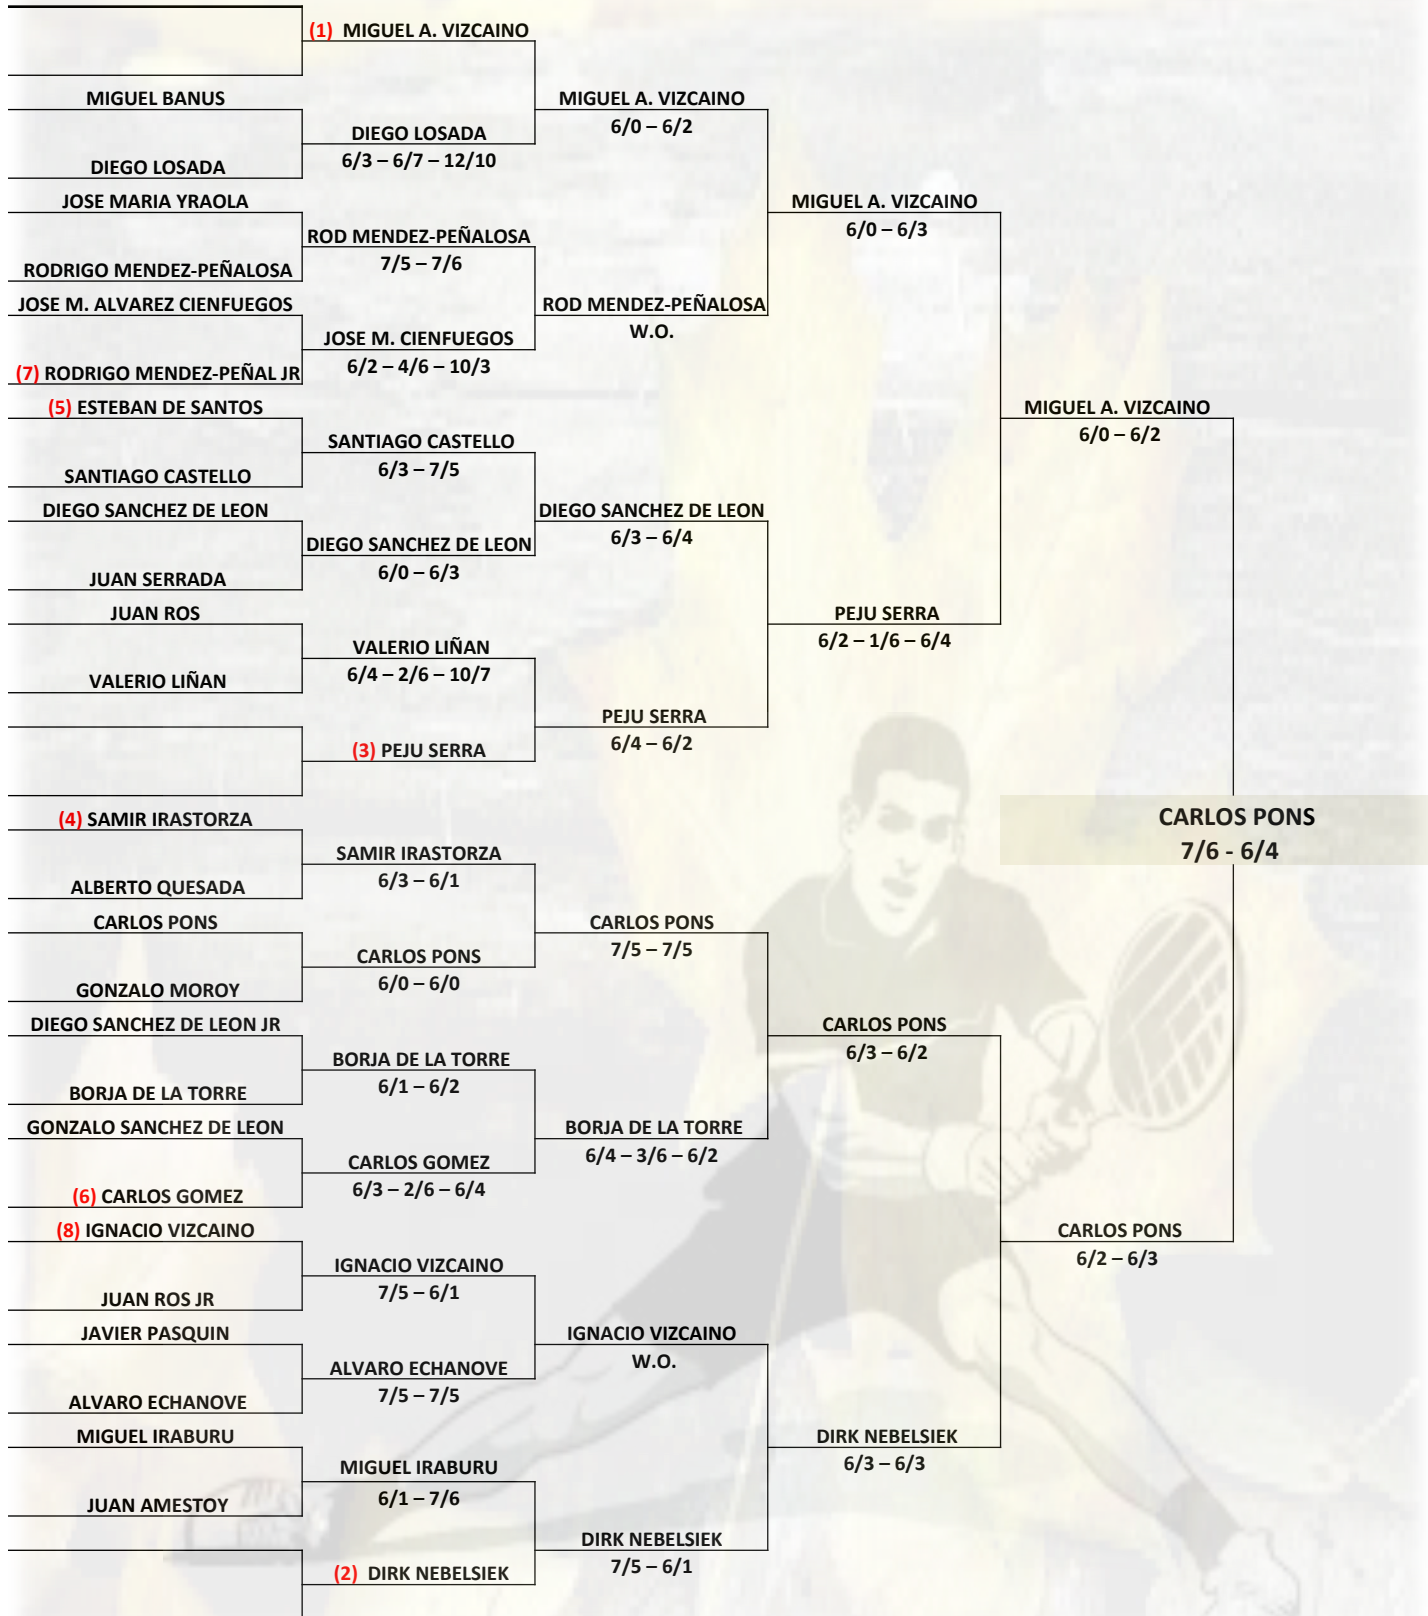 (1) MIGUEL A. VIZCAINO
MIGUEL BANUS
MIGUEL A. VIZCAINO
6/0 – 6/2
DIEGO LOSADA
6/3 – 6/7 – 12/10
DIEGO LOSADA
JOSE MARIA YRAOLA
MIGUEL A. VIZCAINO
6/0 – 6/3
ROD MENDEZ-PEÑALOSA
7/5 – 7/6
RODRIGO MENDEZ-PEÑALOSA
JOSE M. ALVAREZ CIENFUEGOS
ROD MENDEZ-PEÑALOSA
W.O.
JOSE M. CIENFUEGOS
6/2 – 4/6 – 10/3
(7) RODRIGO MENDEZ-PEÑAL JR
(5) ESTEBAN DE SANTOS
MIGUEL A. VIZCAINO
6/0 – 6/2
SANTIAGO CASTELLO
6/3 – 7/5
SANTIAGO CASTELLO
DIEGO SANCHEZ DE LEON
DIEGO SANCHEZ DE LEON
6/3 – 6/4
DIEGO SANCHEZ DE LEON
6/0 – 6/3
JUAN SERRADA
JUAN ROS
PEJU SERRA
6/2 – 1/6 – 6/4
VALERIO LIÑAN
6/4 – 2/6 – 10/7
VALERIO LIÑAN
PEJU SERRA
6/4 – 6/2
(3) PEJU SERRA
(4) SAMIR IRASTORZA
CARLOS PONS
7/6 - 6/4
SAMIR IRASTORZA
6/3 – 6/1
ALBERTO QUESADA
CARLOS PONS
CARLOS PONS
7/5 – 7/5
CARLOS PONS
6/0 – 6/0
GONZALO MOROY
DIEGO SANCHEZ DE LEON JR
CARLOS PONS
6/3 – 6/2
BORJA DE LA TORRE
6/1 – 6/2
BORJA DE LA TORRE
GONZALO SANCHEZ DE LEON
BORJA DE LA TORRE
6/4 – 3/6 – 6/2
CARLOS GOMEZ
6/3 – 2/6 – 6/4
(6) CARLOS GOMEZ
(8) IGNACIO VIZCAINO
CARLOS PONS
6/2 – 6/3
IGNACIO VIZCAINO
7/5 – 6/1
JUAN ROS JR
JAVIER PASQUIN
IGNACIO VIZCAINO
W.O.
ALVARO ECHANOVE
7/5 – 7/5
ALVARO ECHANOVE
MIGUEL IRABURU
DIRK NEBELSIEK
6/3 – 6/3
MIGUEL IRABURU
6/1 – 7/6
JUAN AMESTOY
DIRK NEBELSIEK
7/5 – 6/1
(2) DIRK NEBELSIEK